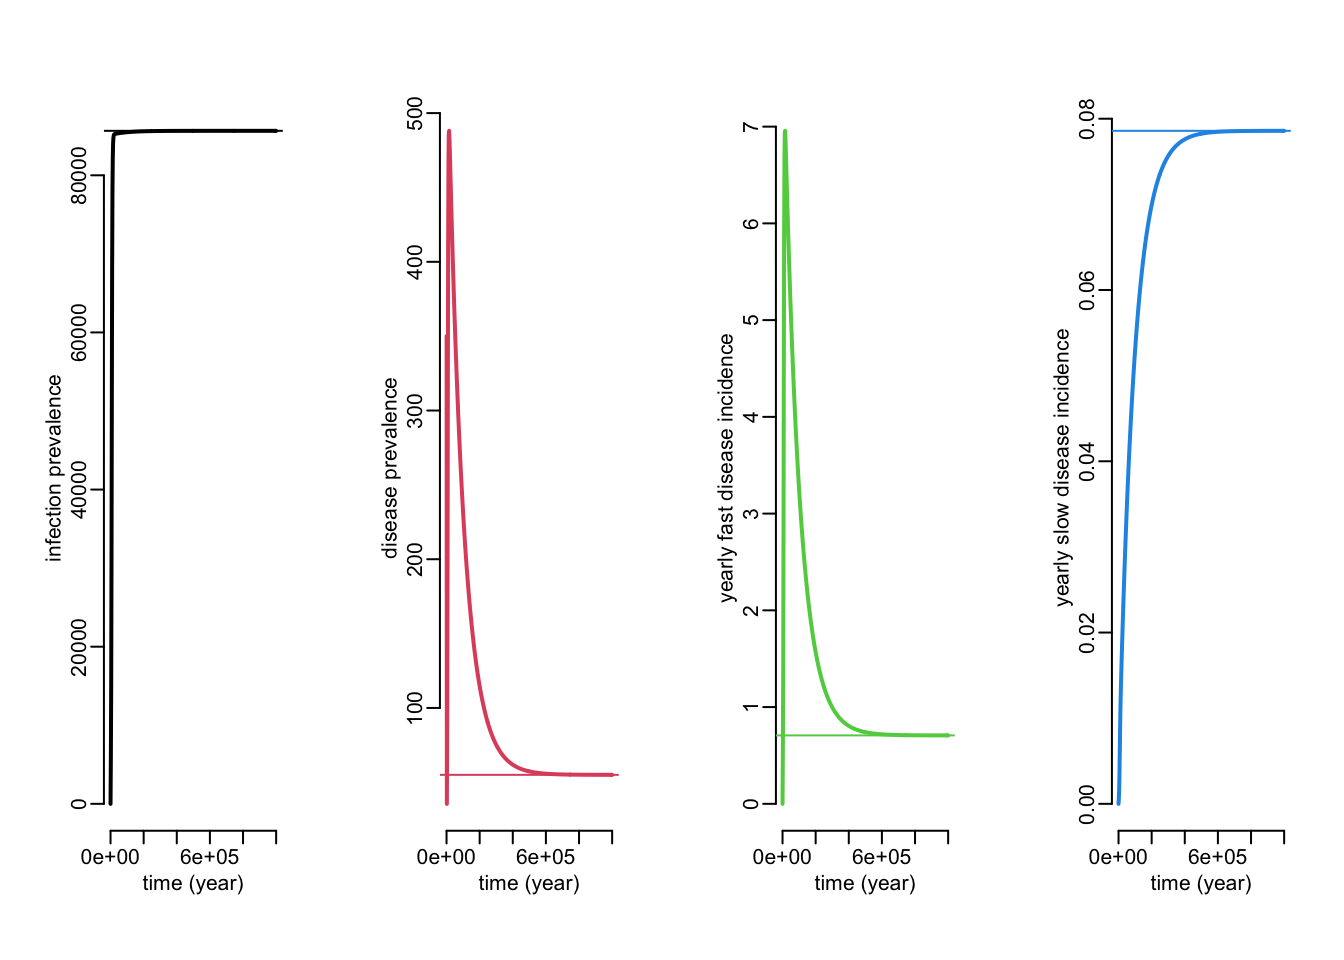 infection prevalence
0
20000
40000
60000
80000
0e+00
6e+05
time (year)
disease prevalence
100
200
300
400
500
0e+00
6e+05
time (year)
yearly fast disease incidence
0
1
2
3
4
5
6
7
0e+00
6e+05
time (year)
yearly slow disease incidence
0.00
0.02
0.04
0.06
0.08
0e+00
6e+05
time (year)